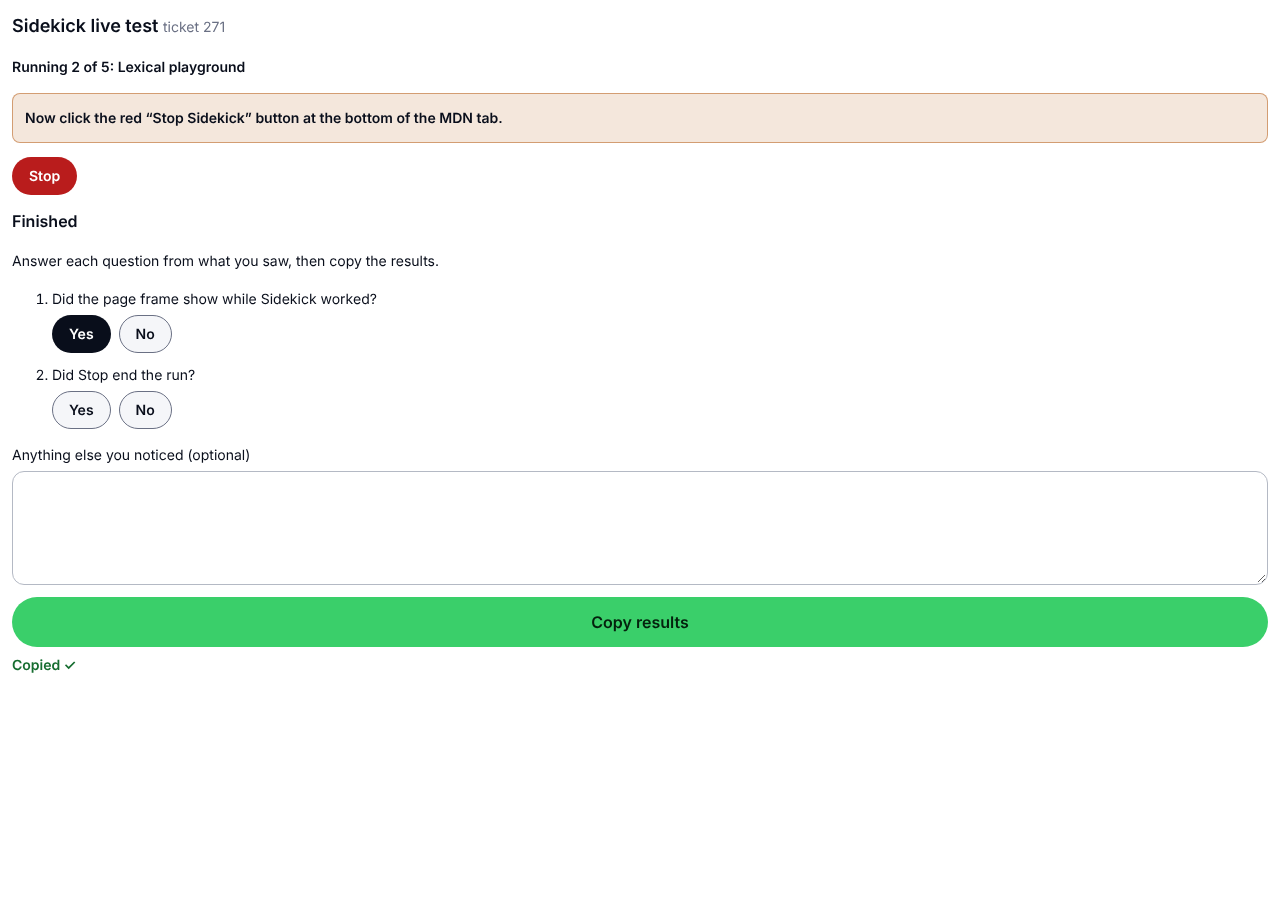 Sidekick live test ticket 271
Running 2 of 5: Lexical playground
Now click the red “Stop Sidekick” button at the bottom of the MDN tab.
Stop
Finished
Answer each question from what you saw, then copy the results.
1. Did the page frame show while Sidekick worked?
Yes No
2. Did Stop end the run?
Yes No
Anything else you noticed (optional)
Copy results
Copied ✓